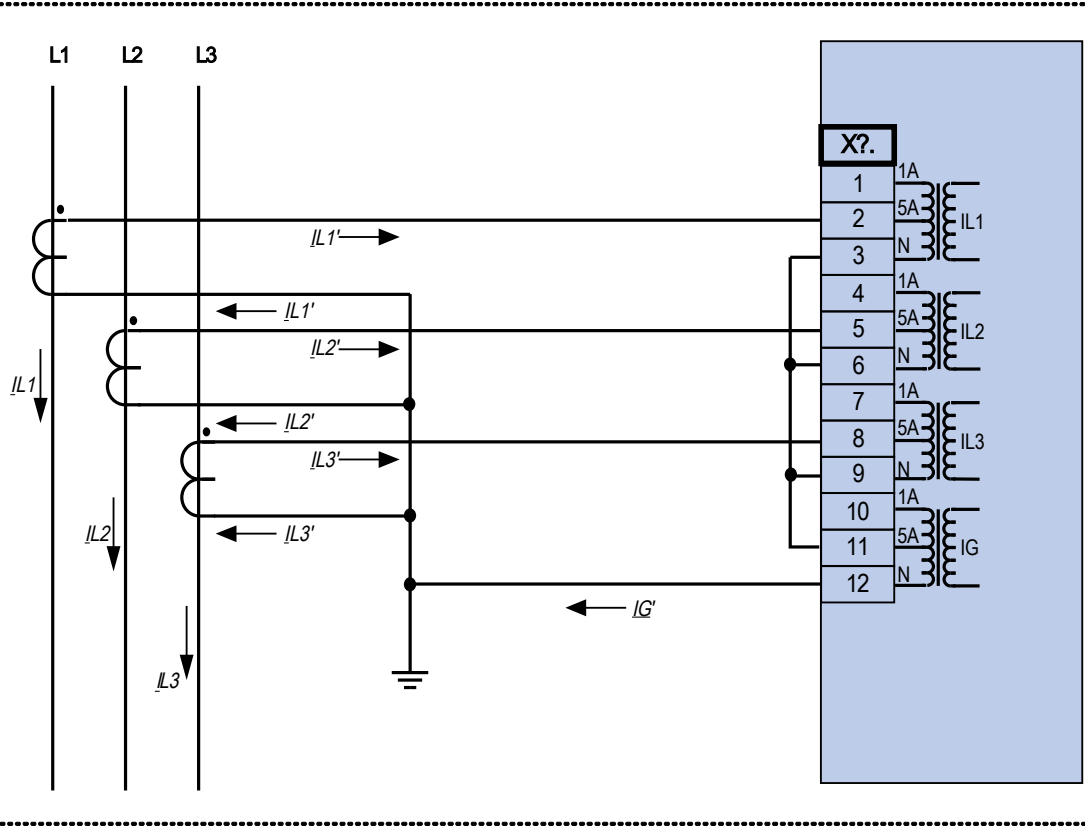 L1 L2 L3
X?.
1 1A
2 5A IL1
3 N
IL1'
4 1A
IL1'
5 5A IL2
IL2'
6 N
IL1
7 1A
IL2'
8 5A IL3
IL3'
9 N
10 1A
IL2
IL3'
11 5A IG
12 N
IG'
IL3